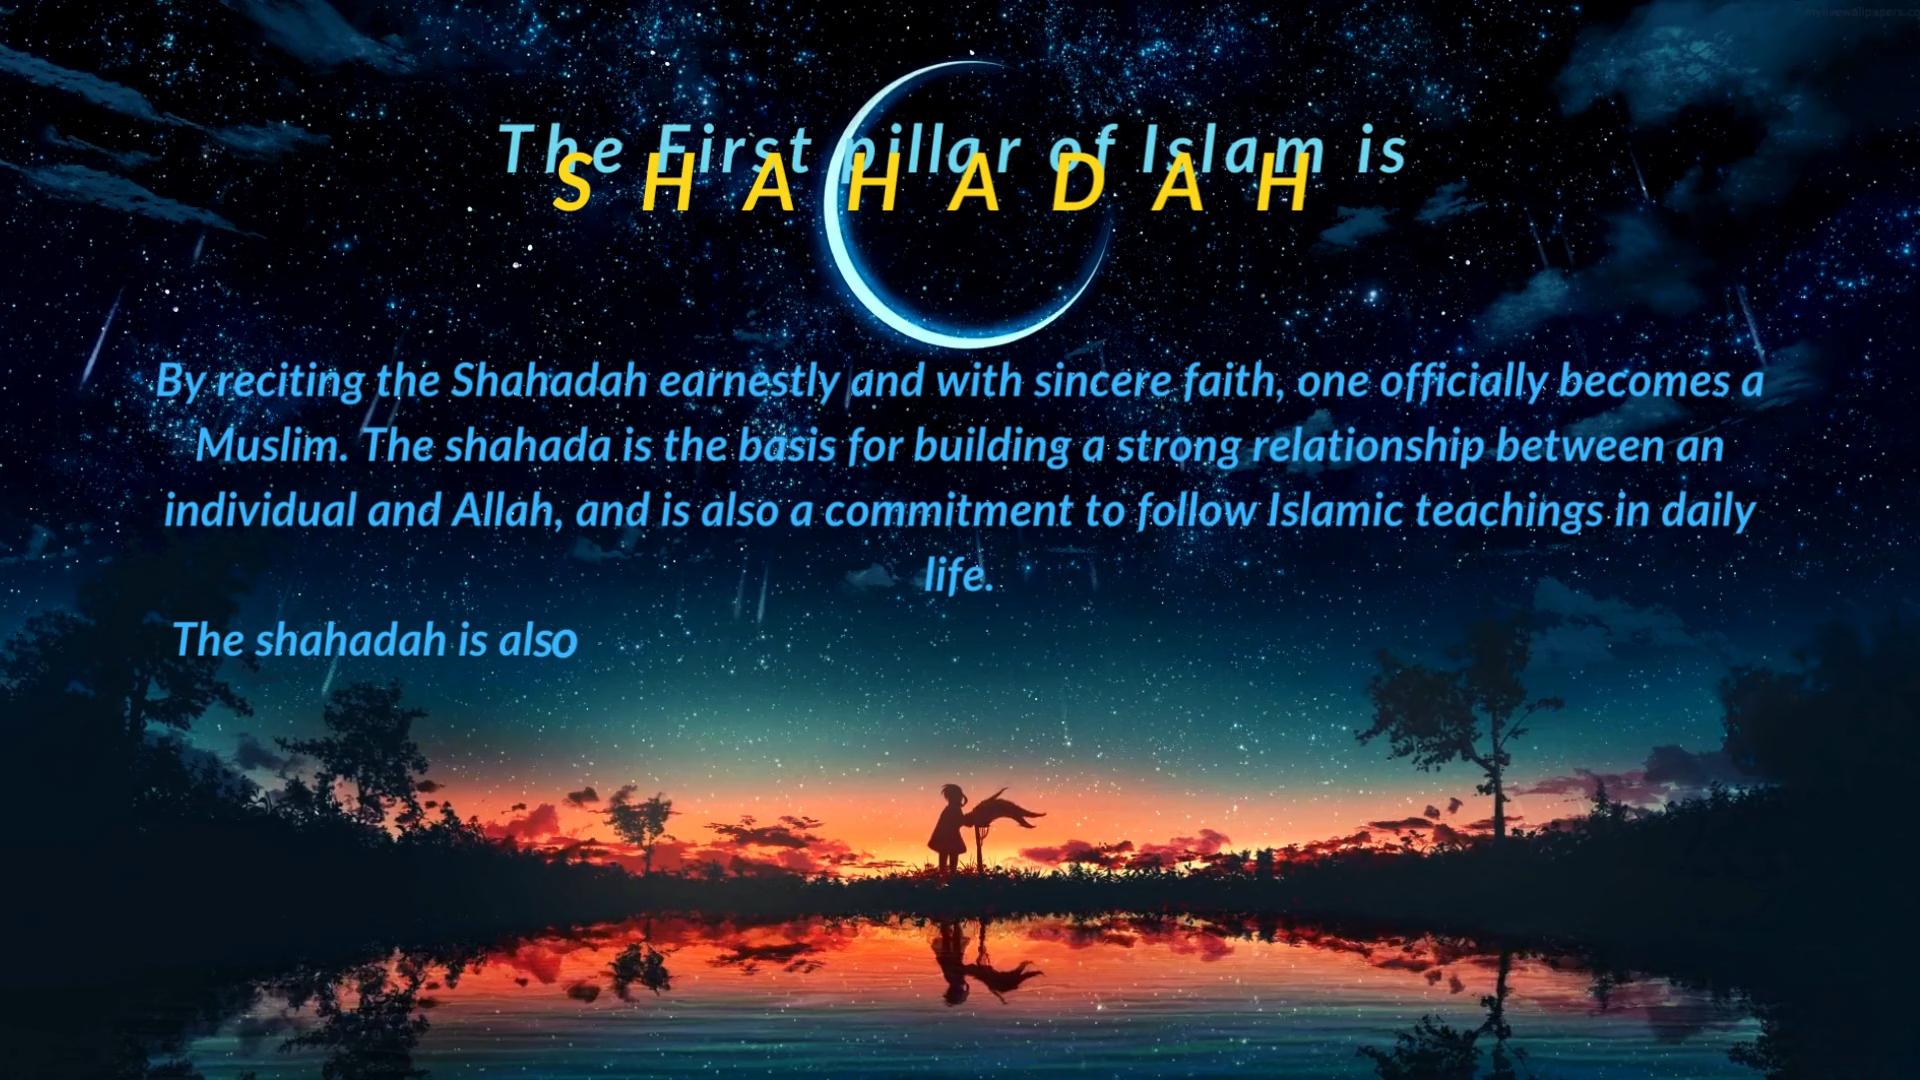 The First pillar of Islam is
S H A H A D A H
By reciting the Shahadah earnestly and with sincere faith, one officially becomes a
Muslim. The shahada is the basis for building a strong relationship between an
individual and Allah, and is also a commitment to follow Islamic teachings in daily
life.
The shahadah is also